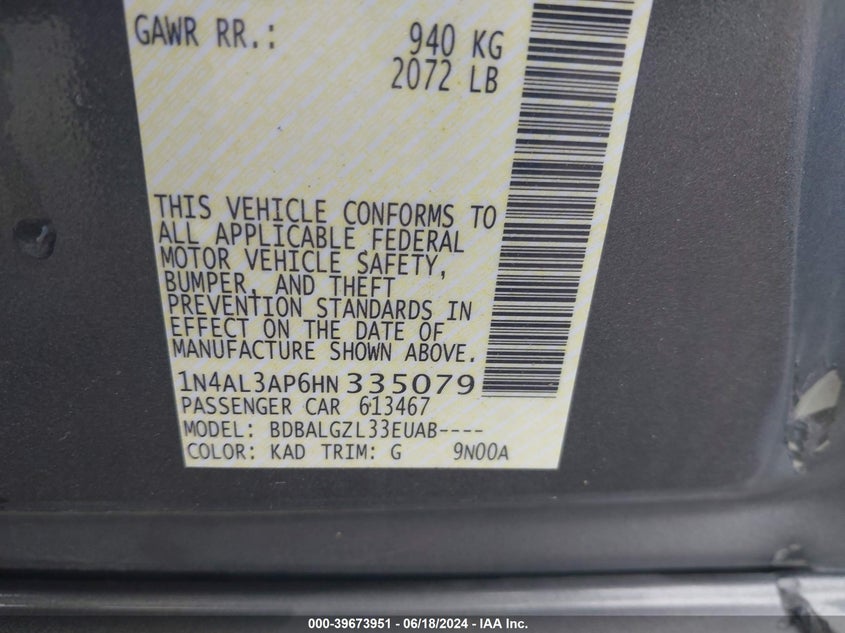 GAWR RR.: 940 KG
2072 LB
THIS VEHICLE CONFORMS TO
ALL APPLICABLE FEDERAL
MOTOR VEHICLE SAFETY,
BUMPER, AND THEFT
PREVENTION STANDARDS IN
EFFECT ON THE DATE OF
MANUFACTURE SHOWN ABOVE.
1N4AL3AP6HN 335079
PASSENGER CAR 613467
MODEL: BDBALGZL33EUAB----
COLOR: KAD TRIM: G 9N00A
000-39673951 - 06/18/2024 - IAA Inc.